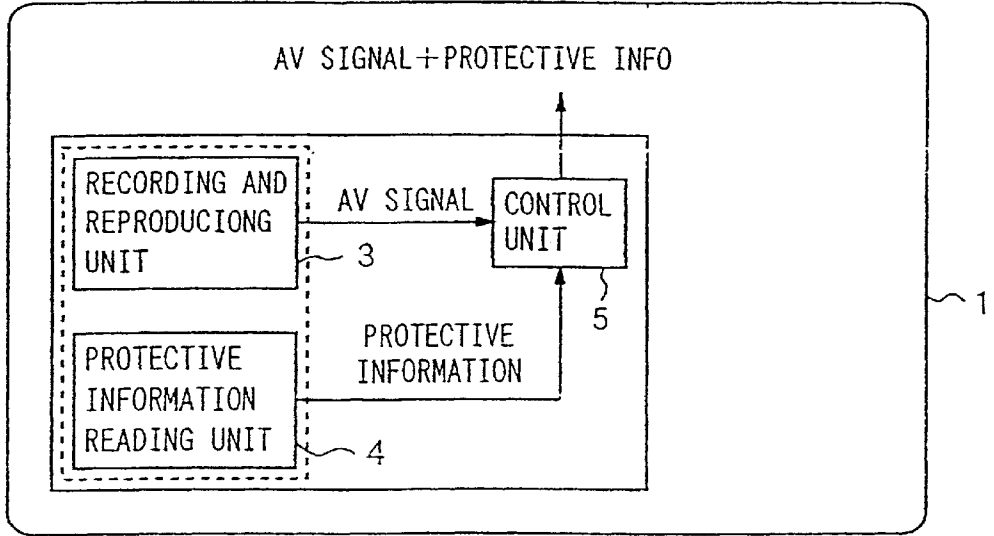 AV SIGNAL+PROTECTIVE INFO
RECORDING AND
REPRODUCIONG
UNIT
3
AV SIGNAL
CONTROL
UNIT
5
1
PROTECTIVE
INFORMATION
PROTECTIVE
INFORMATION
READING UNIT
4